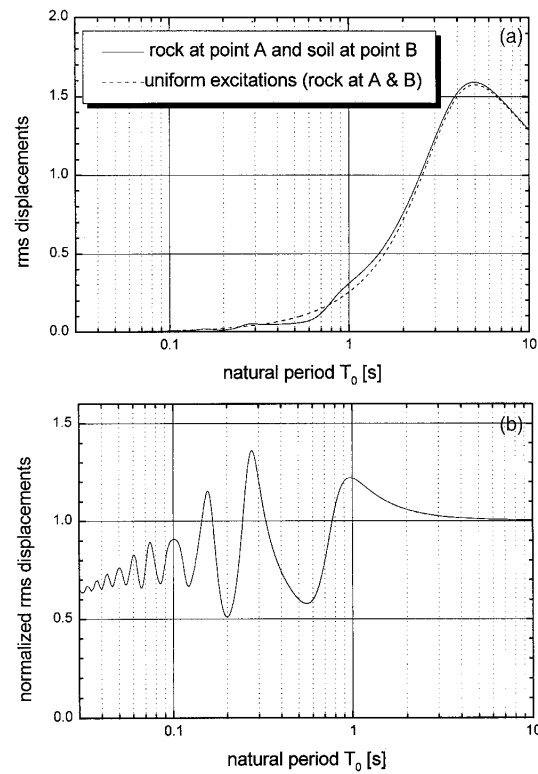 (a)
2.0
1.5
1.0
0.5
0.0
rock at point A and soil at point B
uniform excitations (rock at A & B)
rms displacements
0.1 1 10
natural period T₀ [s]
(b)
1.5
1.0
0.5
0.0
normalized rms displacements
0.1 1 10
natural period T₀ [s]